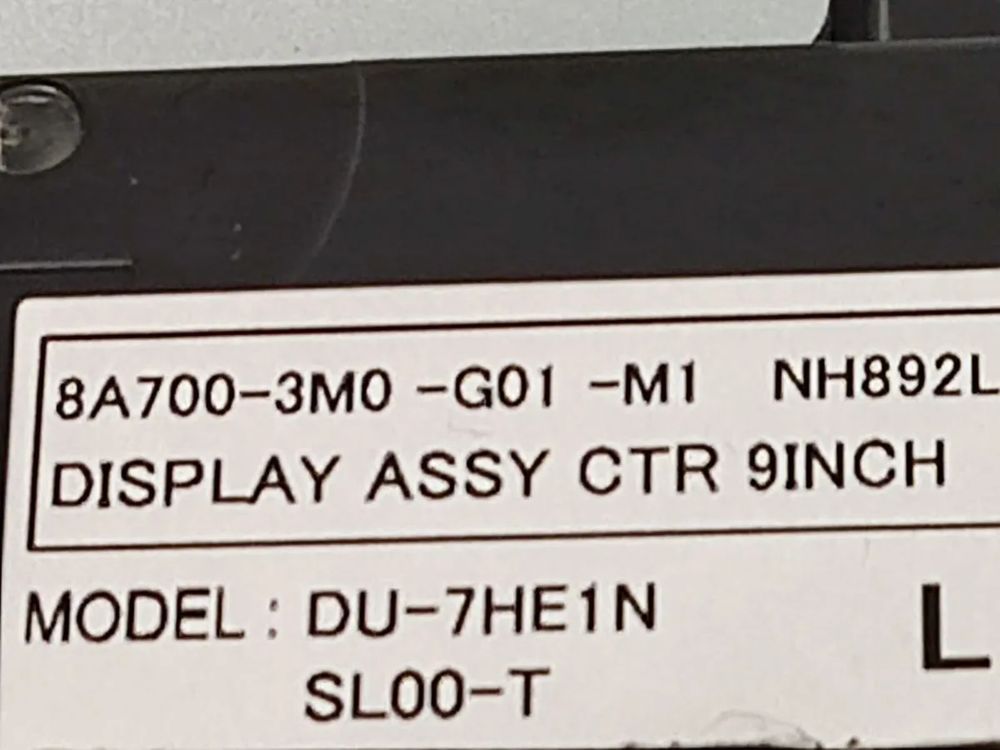 8A700-3M0 -G01 -M1 NH892L
DISPLAY ASSY CTR 9INCH
MODEL : DU-7HE1N
SL00-T
L